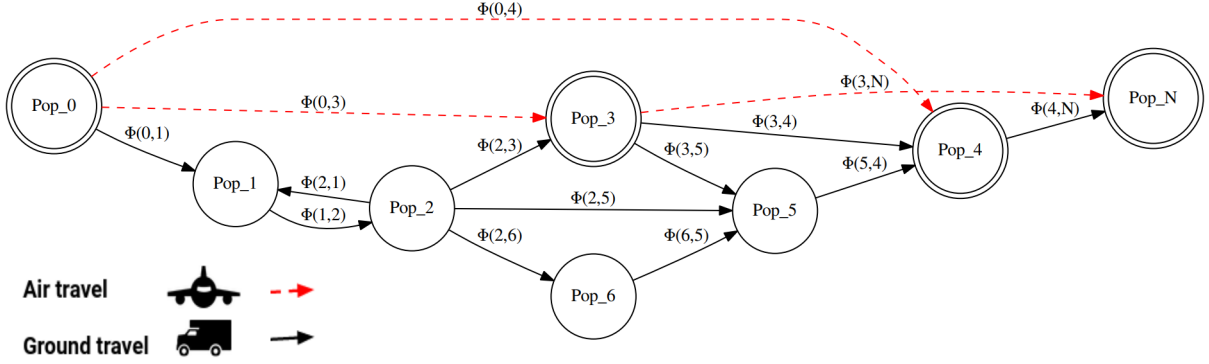 Φ(0,4)
Pop_0
Φ(0,3)
Φ(0,1)
Pop_1
Φ(2,1)
Φ(1,2)
Pop_2
Φ(2,3)
Φ(2,5)
Φ(2,6)
Pop_3
Φ(3,N)
Φ(3,4)
Φ(3,5)
Pop_6
Φ(6,5)
Pop_5
Φ(5,4)
Pop_4
Φ(4,N)
Pop_N
Air travel
Ground travel